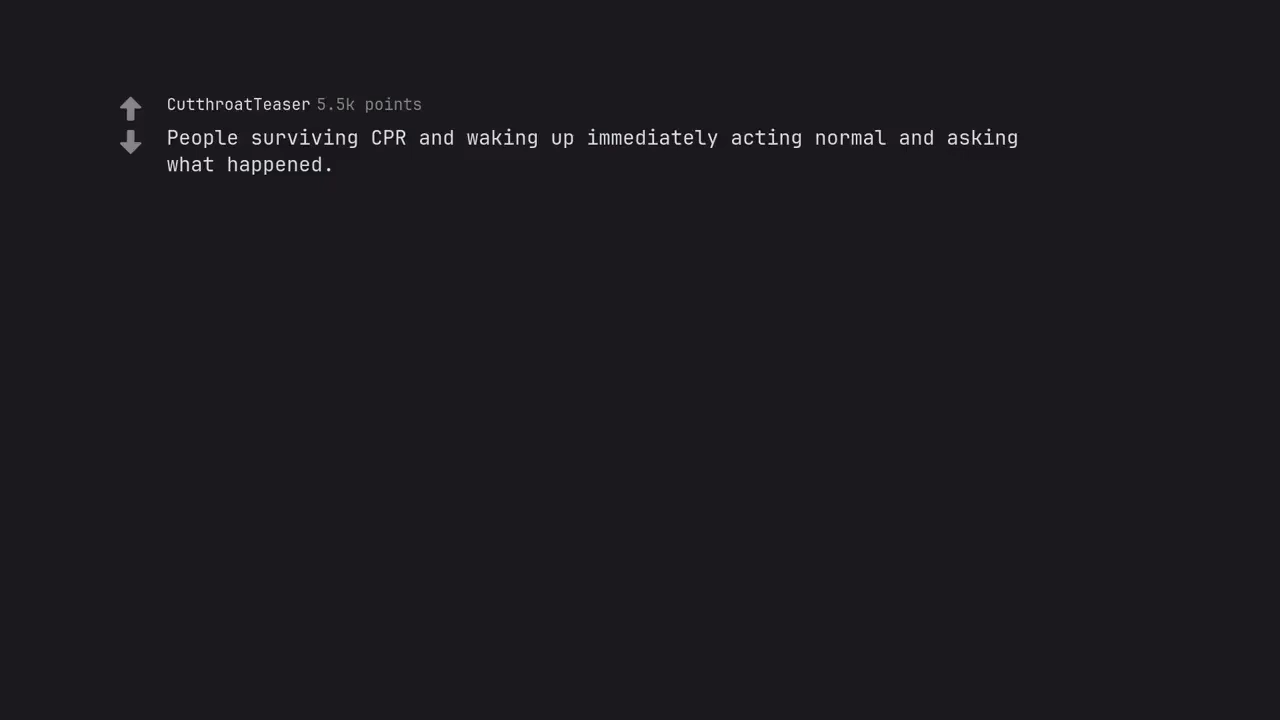 CutthroatTeaser 5.5k points
People surviving CPR and waking up immediately acting normal and asking
what happened.